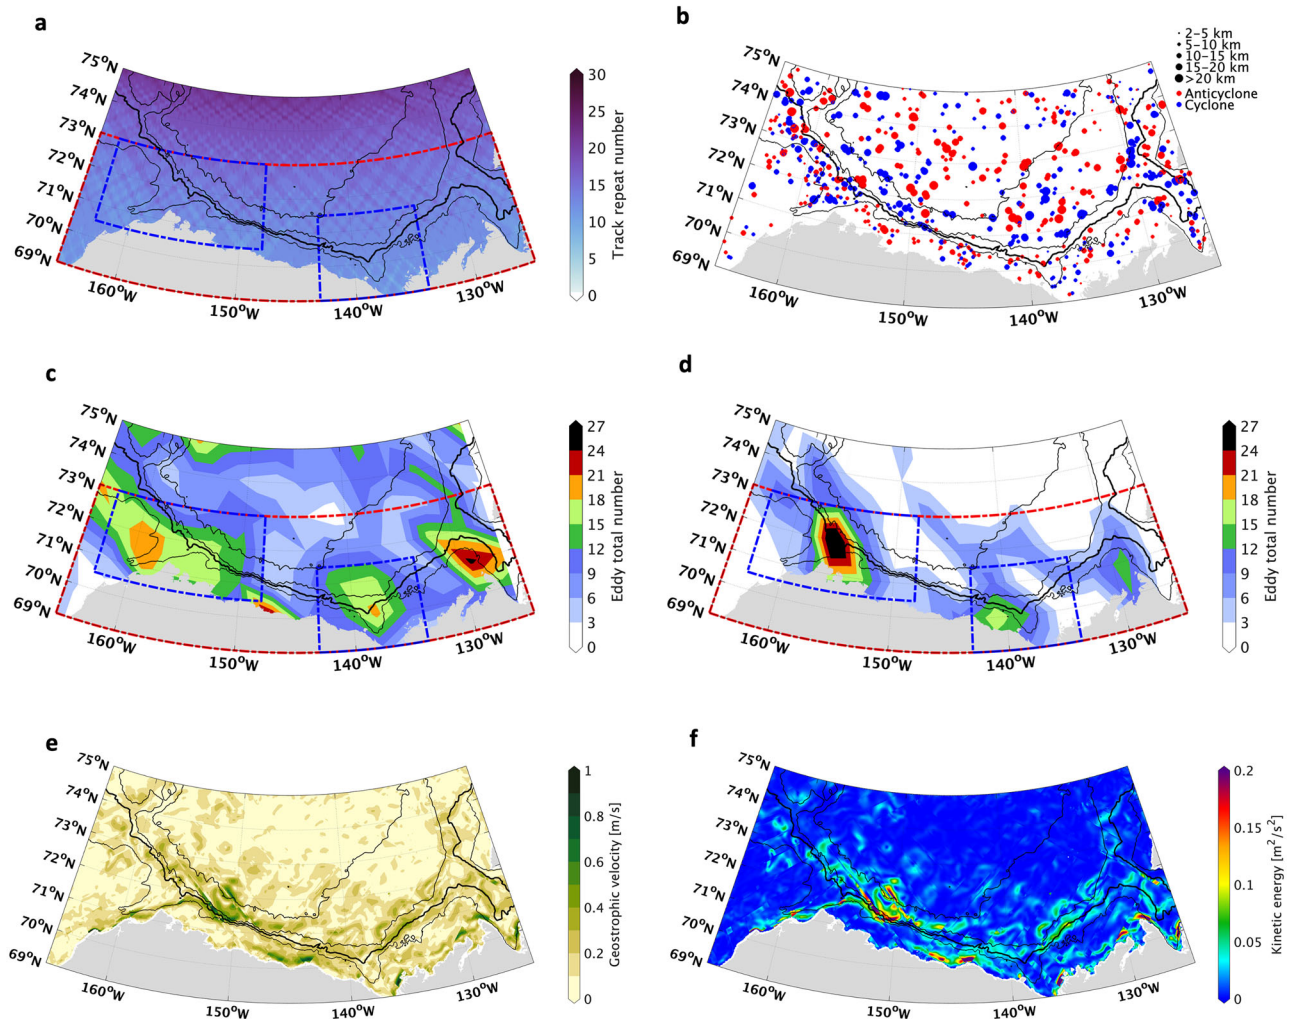 a
75°N
74°N
73°N
72°N
71°N
70°N
69°N
160°W
150°W
140°W
130°W
30
25
20
15
10
5
0
Track repeat number
b
75°N
74°N
73°N
72°N
71°N
70°N
69°N
160°W
150°W
140°W
130°W
2–5 km
5–10 km
10–15 km
15–20 km
>20 km
Anticyclone
Cyclone
c
75°N
74°N
73°N
72°N
71°N
70°N
69°N
160°W
150°W
140°W
130°W
27
24
21
18
15
12
9
6
3
0
Eddy total number
d
75°N
74°N
73°N
72°N
71°N
70°N
69°N
160°W
150°W
140°W
130°W
27
24
21
18
15
12
9
6
3
0
Eddy total number
e
75°N
74°N
73°N
72°N
71°N
70°N
69°N
160°W
150°W
140°W
130°W
1
0.8
0.6
0.4
0.2
0
Geostrophic velocity [m/s]
f
75°N
74°N
73°N
72°N
71°N
70°N
69°N
160°W
150°W
140°W
130°W
0.2
0.15
0.1
0.05
0
Kinetic energy [m²/s²]